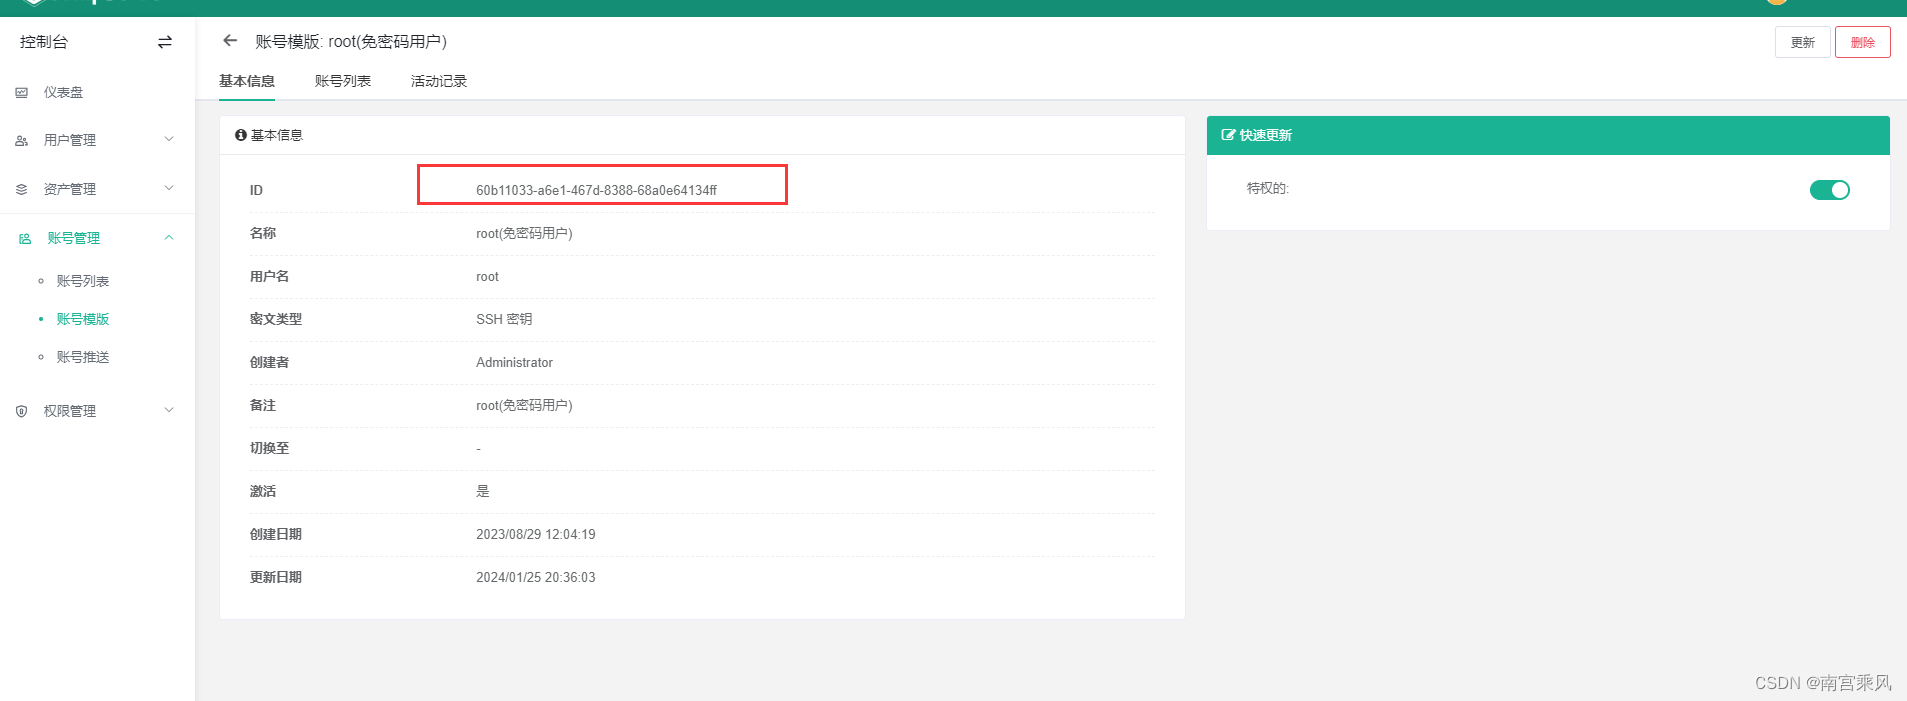 控制台
仪表盘
用户管理
资产管理
账号管理
账号列表
账号模版
账号推送
权限管理
账号模版: root(免密码用户)
更新
删除
基本信息 账号列表 活动记录
基本信息
ID 60b11033-a6e1-467d-8388-68a0e64134ff
名称 root(免密码用户)
用户名 root
密文类型 SSH 密钥
创建者 Administrator
备注 root(免密码用户)
切换至 -
激活 是
创建日期 2023/08/29 12:04:19
更新日期 2024/01/25 20:36:03
快速更新
特权的:
CSDN @南宫乘风